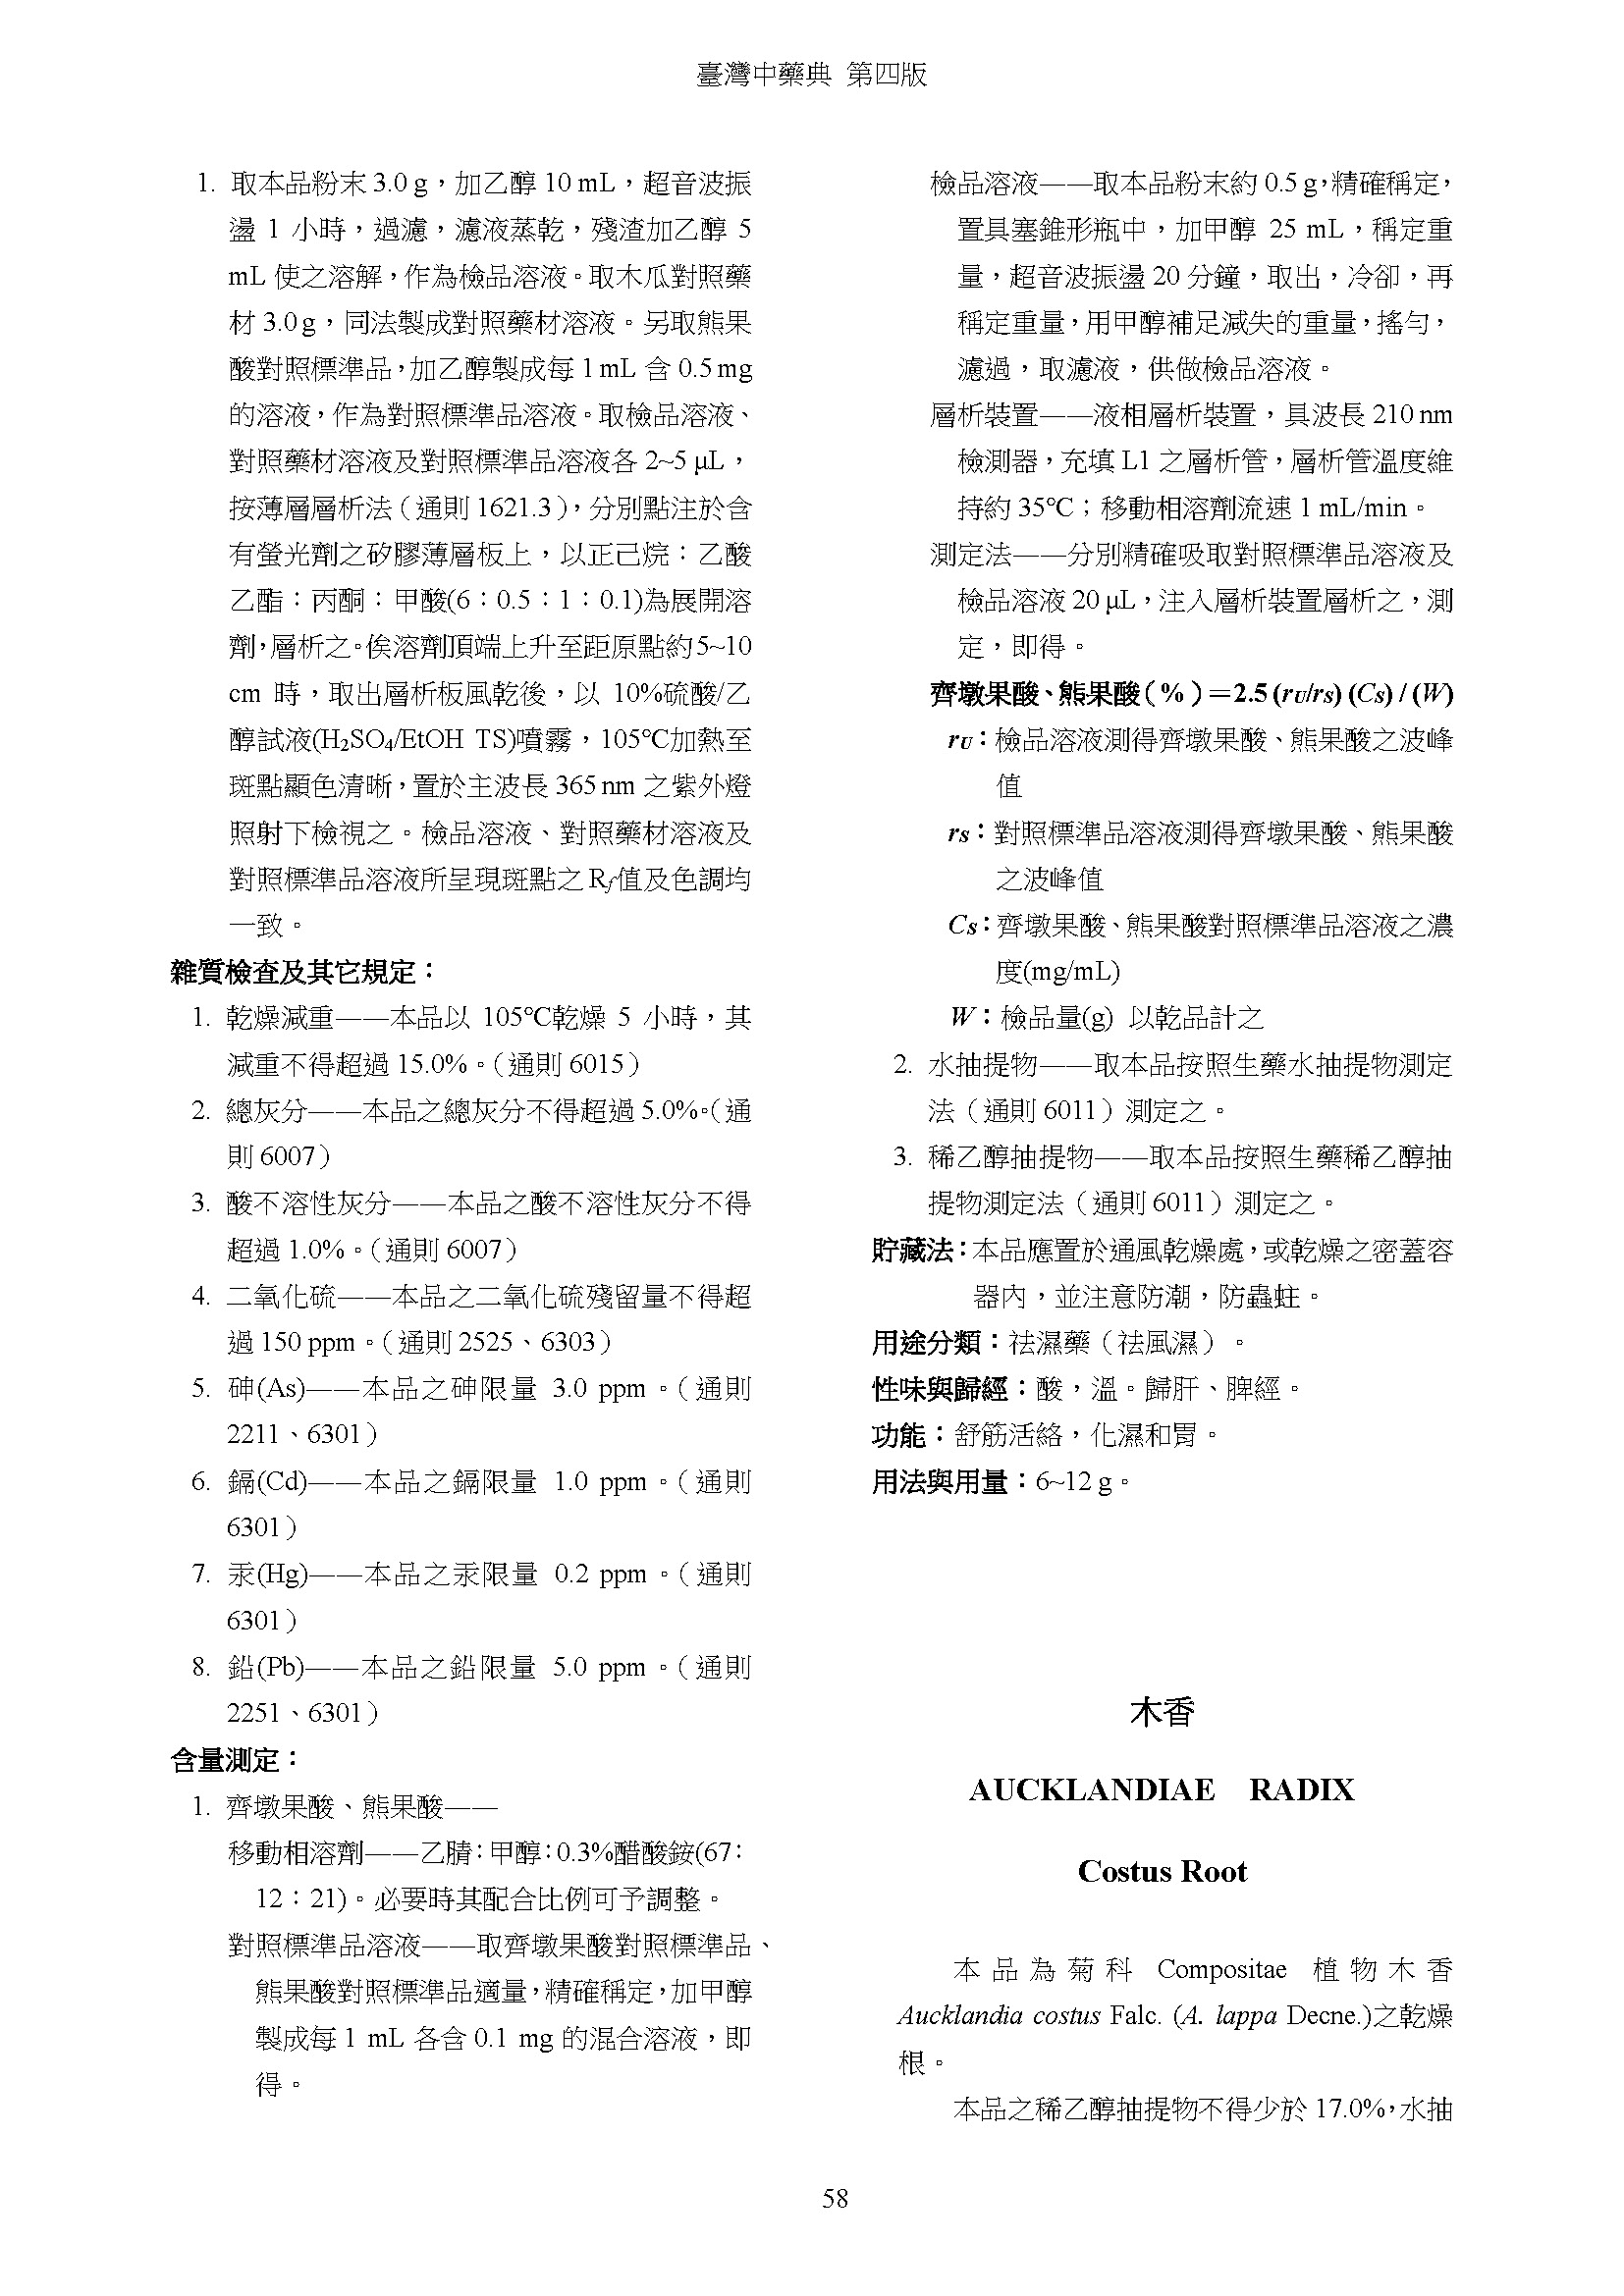 臺灣中藥典 第四版
1. 取本品粉末 3.0 g，加乙醇 10 mL，超音波振
盪 1 小時，過濾，濾液蒸乾，殘渣加乙醇 5
mL 使之溶解，作為檢品溶液。取木瓜對照藥
材 3.0 g，同法製成對照藥材溶液。另取熊果
酸對照標準品，加乙醇製成每 1 mL 含 0.5 mg
的溶液，作為對照標準品溶液。取檢品溶液、
對照藥材溶液及對照標準品溶液各 2~5 μL，
按薄層層析法（通則 1621.3），分別點注於含
有螢光劑之矽膠薄層板上，以正己烷：乙酸
乙酯：丙酮：甲酸(6：0.5：1：0.1)為展開溶
劑，層析之。俟溶劑頂端上升至距原點約 5~10
cm 時，取出層析板風乾後，以 10%硫酸/乙
醇試液(H₂SO₄/EtOH TS)噴霧，105℃加熱至
斑點顯色清晰，置於主波長 365 nm 之紫外燈
照射下檢視之。檢品溶液、對照藥材溶液及
對照標準品溶液所呈現斑點之 Rf值及色調均
一致。
雜質檢查及其它規定：
1. 乾燥減重——本品以 105℃乾燥 5 小時，其
減重不得超過 15.0%。（通則 6015）
2. 總灰分——本品之總灰分不得超過 5.0%。（通
則 6007）
3. 酸不溶性灰分——本品之酸不溶性灰分不得
超過 1.0%。（通則 6007）
4. 二氧化硫——本品之二氧化硫殘留量不得超
過 150 ppm。（通則 2525、6303）
5. 砷(As)——本品之砷限量 3.0 ppm。（通則
2211、6301）
6. 鎘(Cd)——本品之鎘限量 1.0 ppm。（通則
6301）
7. 汞(Hg)——本品之汞限量 0.2 ppm。（通則
6301）
8. 鉛(Pb)——本品之鉛限量 5.0 ppm。（通則
2251、6301）
含量測定：
1. 齊墩果酸、熊果酸——
移動相溶劑——乙腈：甲醇：0.3%醋酸銨(67：
12：21)。必要時其配合比例可予調整。
對照標準品溶液——取齊墩果酸對照標準品、
熊果酸對照標準品適量，精確稱定，加甲醇
製成每 1 mL 各含 0.1 mg 的混合溶液，即
得。
檢品溶液——取本品粉末約 0.5 g，精確稱定，
置具塞錐形瓶中，加甲醇 25 mL，稱定重
量，超音波振盪 20 分鐘，取出，冷卻，再
稱定重量，用甲醇補足減失的重量，搖勻，
濾過，取濾液，供做檢品溶液。
層析裝置——液相層析裝置，具波長 210 nm
檢測器，充填 L1 之層析管，層析管溫度維
持約 35℃；移動相溶劑流速 1 mL/min。
測定法——分別精確吸取對照標準品溶液及
檢品溶液 20 μL，注入層析裝置層析之，測
定，即得。
齊墩果酸、熊果酸（%）＝2.5 (rU/rS) (CS) / (W)
rU：檢品溶液測得齊墩果酸、熊果酸之波峰
值
rS：對照標準品溶液測得齊墩果酸、熊果酸
之波峰值
CS：齊墩果酸、熊果酸對照標準品溶液之濃
度(mg/mL)
W：檢品量(g) 以乾品計之
2. 水抽提物——取本品按照生藥水抽提物測定
法（通則 6011）測定之。
3. 稀乙醇抽提物——取本品按照生藥稀乙醇抽
提物測定法（通則 6011）測定之。
貯藏法：本品應置於通風乾燥處，或乾燥之密蓋容
器內，並注意防潮，防蟲蛀。
用途分類：祛濕藥（祛風濕）。
性味與歸經：酸，溫。歸肝、脾經。
功能：舒筋活絡，化濕和胃。
用法與用量：6~12 g。
木香
AUCKLANDIAE RADIX
Costus Root
本品為菊科 Compositae 植物木香
Aucklandia costus Falc. (A. lappa Decne.)之乾燥
根。
本品之稀乙醇抽提物不得少於 17.0%，水抽
58